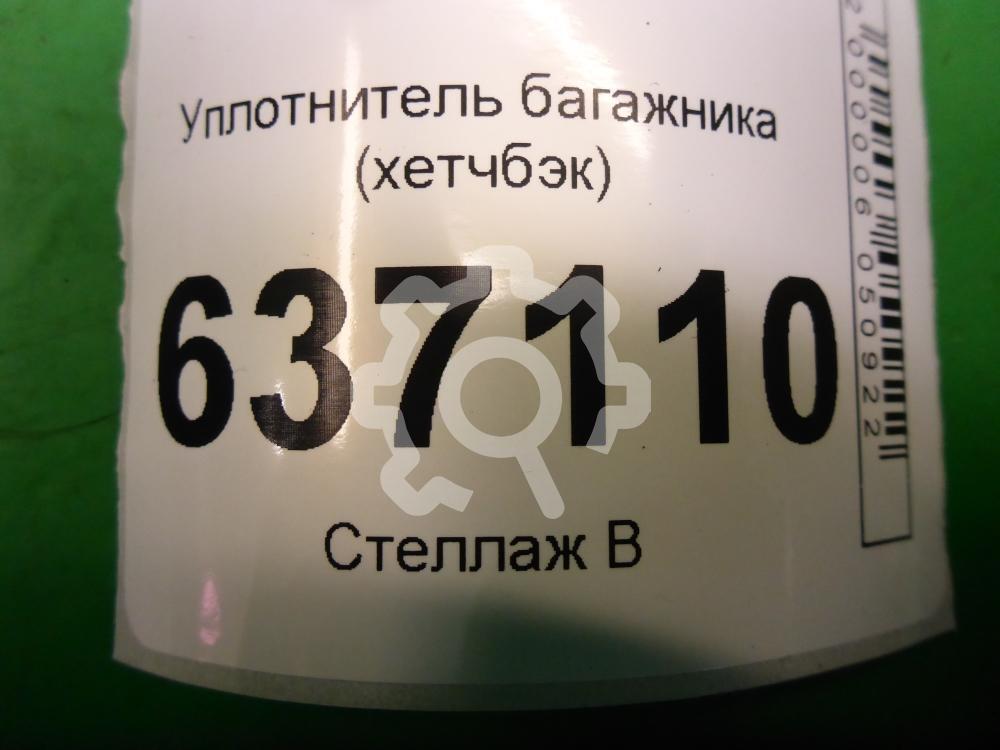 Уплотнитель багажника
(хетчбэк)
637110
Стеллаж В
2000006050922